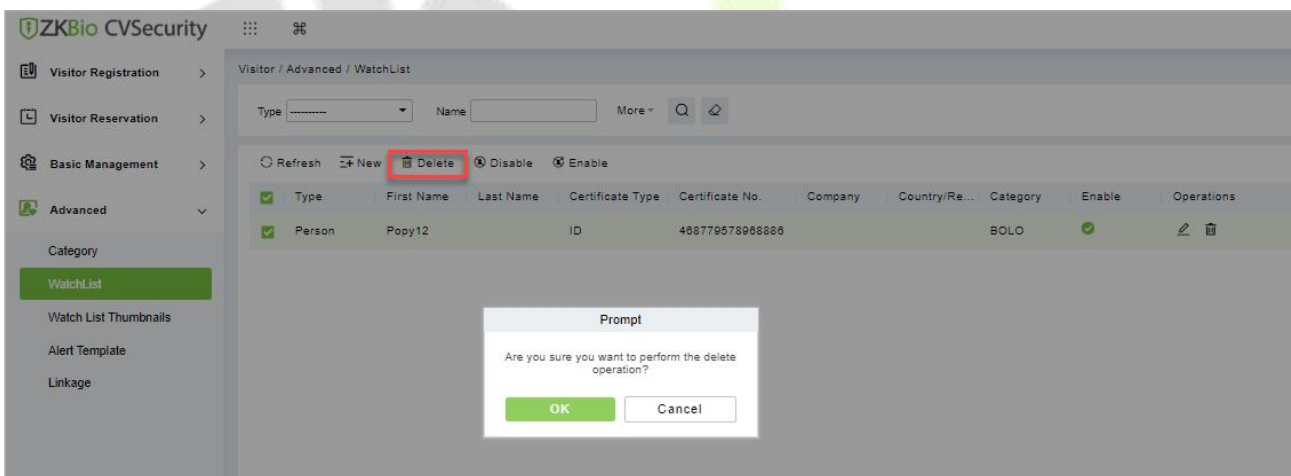 ZKBio CVSecurity
Visitor Registration
Visitor / Advanced / WatchList
Visitor Reservation
Type ---------- Name More
Basic Management
Refresh New Delete Disable Enable
Advanced
Type First Name Last Name Certificate Type Certificate No. Company Country/Re... Category Enable Operations
Person Popy12 ID 468779578968886 BOLO
Category
WatchList
Watch List Thumbnails
Alert Template
Linkage
Prompt
Are you sure you want to perform the delete
operation?
OK Cancel